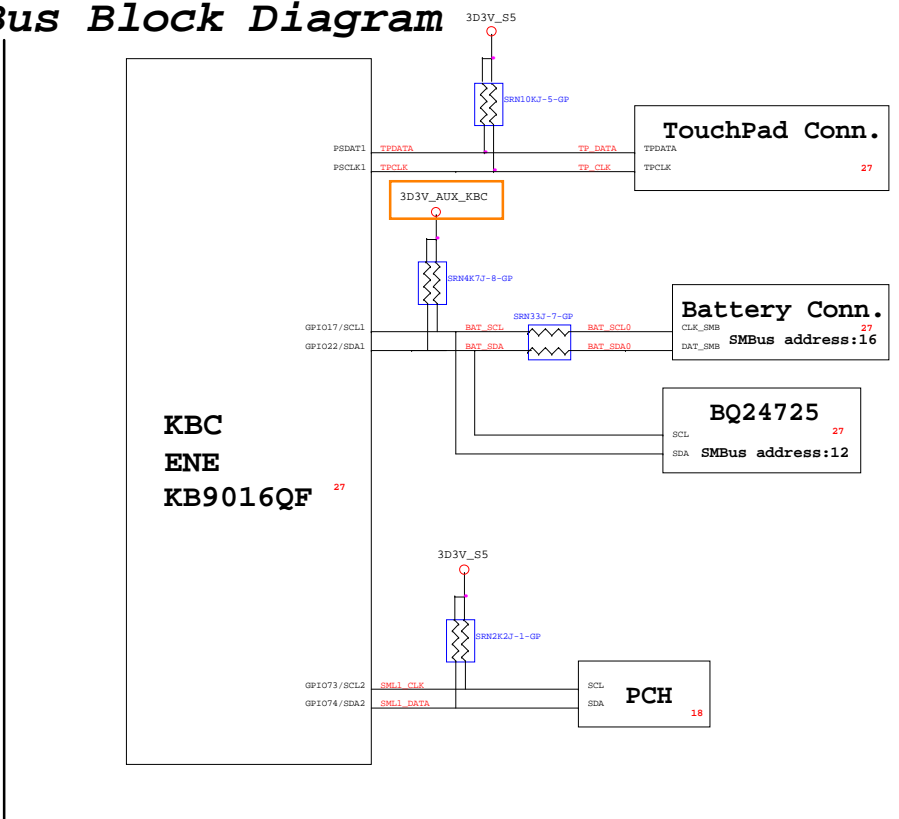 Bus Block Diagram
3D3V_S5
SRN10KJ-5-GP
TouchPad Conn.
PSDAT1 TPDATA TP_DATA TPDATA
PSCLK1 TPCLK TP_CLK TPCLK 27
3D3V_AUX_KBC
SRN4K7J-8-GP
SRN33J-7-GP
Battery Conn.
GPIO17/SCL1 BAT_SCL BAT_SCL0 CLK_SMB 27
GPIO22/SDA1 BAT_SDA BAT_SDA0 DAT_SMB SMBus address:16
BQ24725
SCL 27
SDA SMBus address:12
KBC
ENE
KB9016QF 27
3D3V_S5
SRN2K2J-1-GP
GPIO73/SCL2 SML1_CLK SCL
GPIO74/SDA2 SML1_DATA SDA
PCH
18